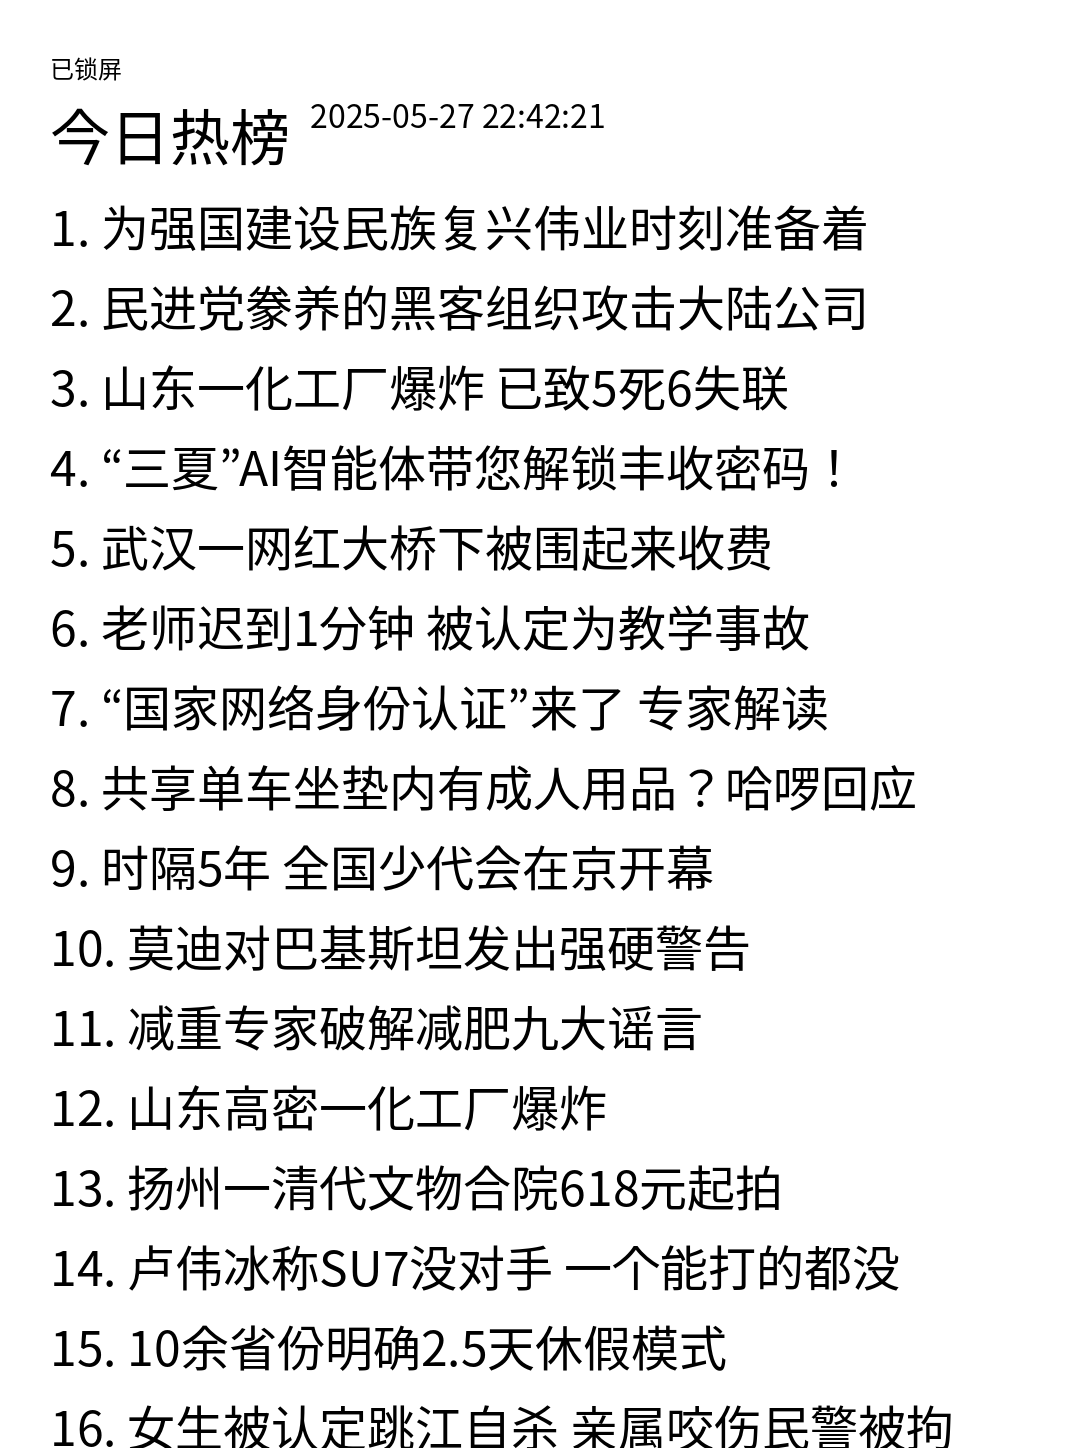 已锁屏
今日热榜 2025-05-27 22:42:21
1. 为强国建设民族复兴伟业时刻准备着
2. 民进党豢养的黑客组织攻击大陆公司
3. 山东一化工厂爆炸 已致5死6失联
4. “三夏”AI智能体带您解锁丰收密码！
5. 武汉一网红大桥下被围起来收费
6. 老师迟到1分钟 被认定为教学事故
7. “国家网络身份认证”来了 专家解读
8. 共享单车坐垫内有成人用品？哈啰回应
9. 时隔5年 全国少代会在京开幕
10. 莫迪对巴基斯坦发出强硬警告
11. 减重专家破解减肥九大谣言
12. 山东高密一化工厂爆炸
13. 扬州一清代文物合院618元起拍
14. 卢伟冰称SU7没对手 一个能打的都没
15. 10余省份明确2.5天休假模式
16. 女生被认定跳江自杀 亲属咬伤民警被拘